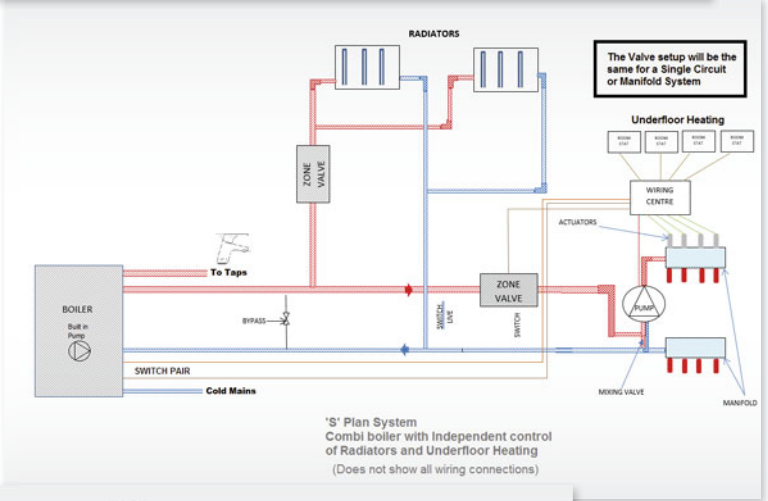 RADIATORS
The Valve setup will be the
same for a Single Circuit
or Manifold System
Underfloor Heating
ROOM
STAT
ROOM
STAT
ROOM
STAT
ROOM
STAT
ZONE
VALVE
WIRING
CENTRE
ACTUATORS
To Taps
BOILER
Built in
Pump
ZONE
VALVE
PUMP
BYPASS
SWITCH
LIVE
SWITCH
SWITCH PAIR
Cold Mains
MIXING VALVE
MANIFOLD
'S' Plan System
Combi boiler with Independent control
of Radiators and Underfloor Heating
(Does not show all wiring connections)